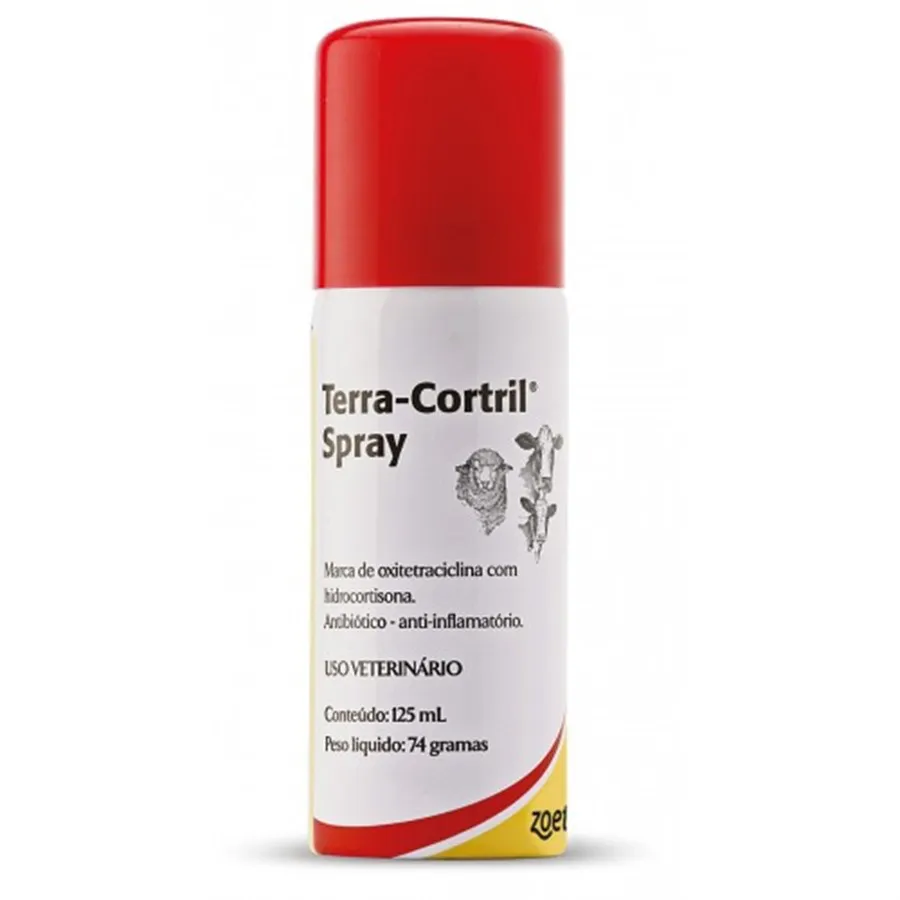 Terra-Cortril®
Spray
Marca de oxitetraciclina com
hidrocortisona.
Antibiótico - anti-inflamatório.
USO VETERINÁRIO
Conteúdo: 125 mL
Peso líquido: 74 gramas
zoet